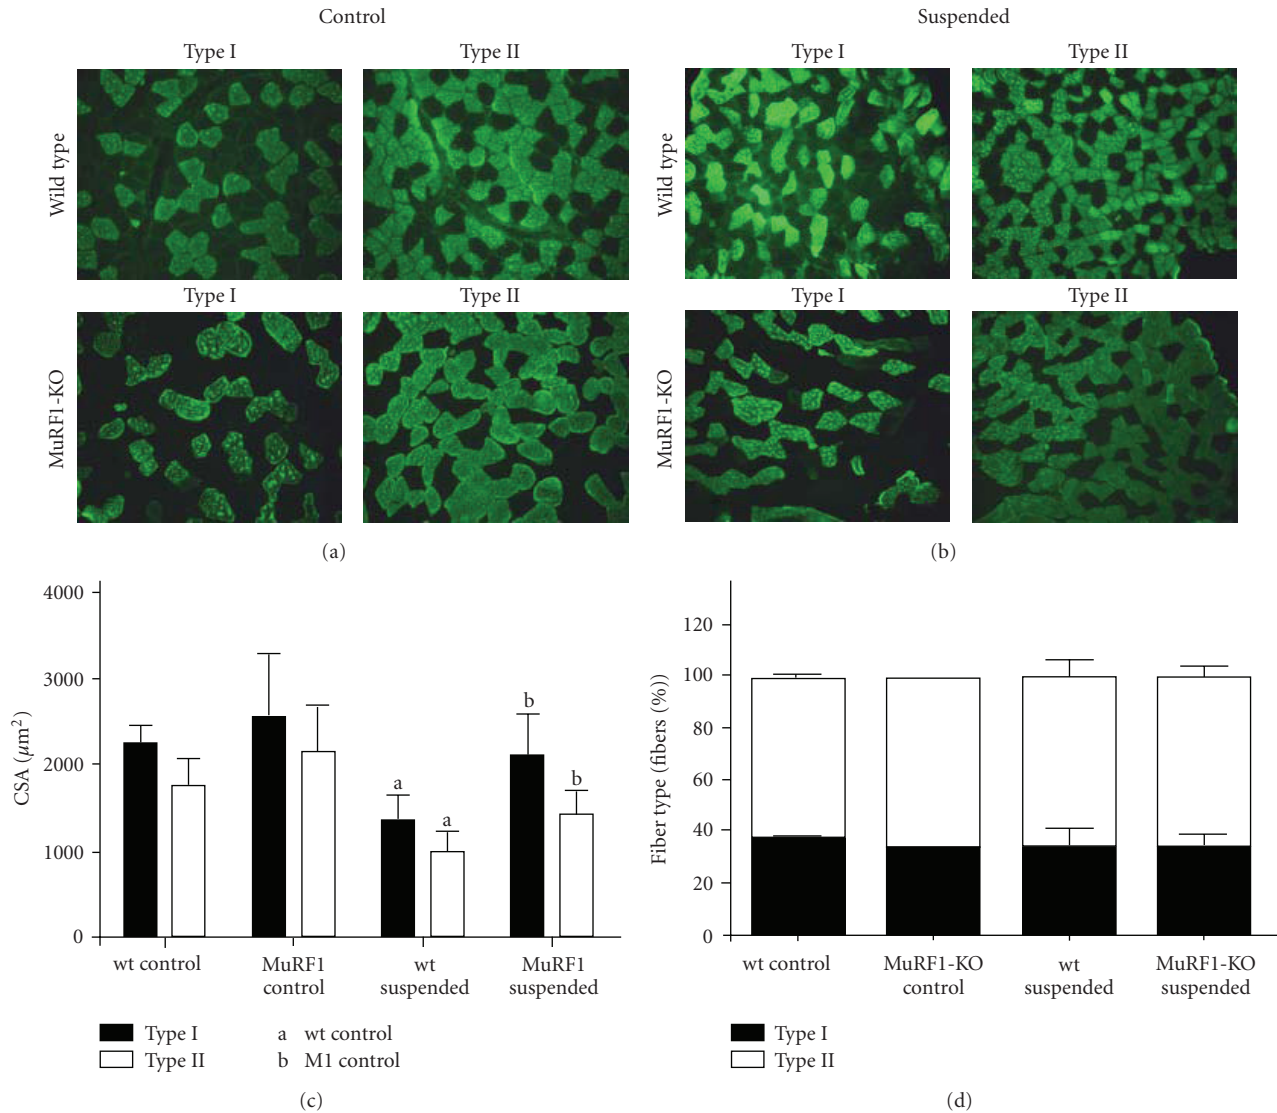 Control
Suspended
Type I
Type II
Type I
Type II
Wild type
Wild type
Type I
Type II
Type I
Type II
MuRF1-KO
MuRF1-KO
(a)
(b)
4000
3000
2000
1000
0
CSA (μm²)
a
a
b
b
wt control
MuRF1
control
wt
suspended
MuRF1
suspended
Type I
Type II
a wt control
b M1 control
(c)
120
100
80
60
40
20
0
Fiber type (fibers (%))
wt control
MuRF1-KO
control
wt
suspended
MuRF1-KO
suspended
Type I
Type II
(d)